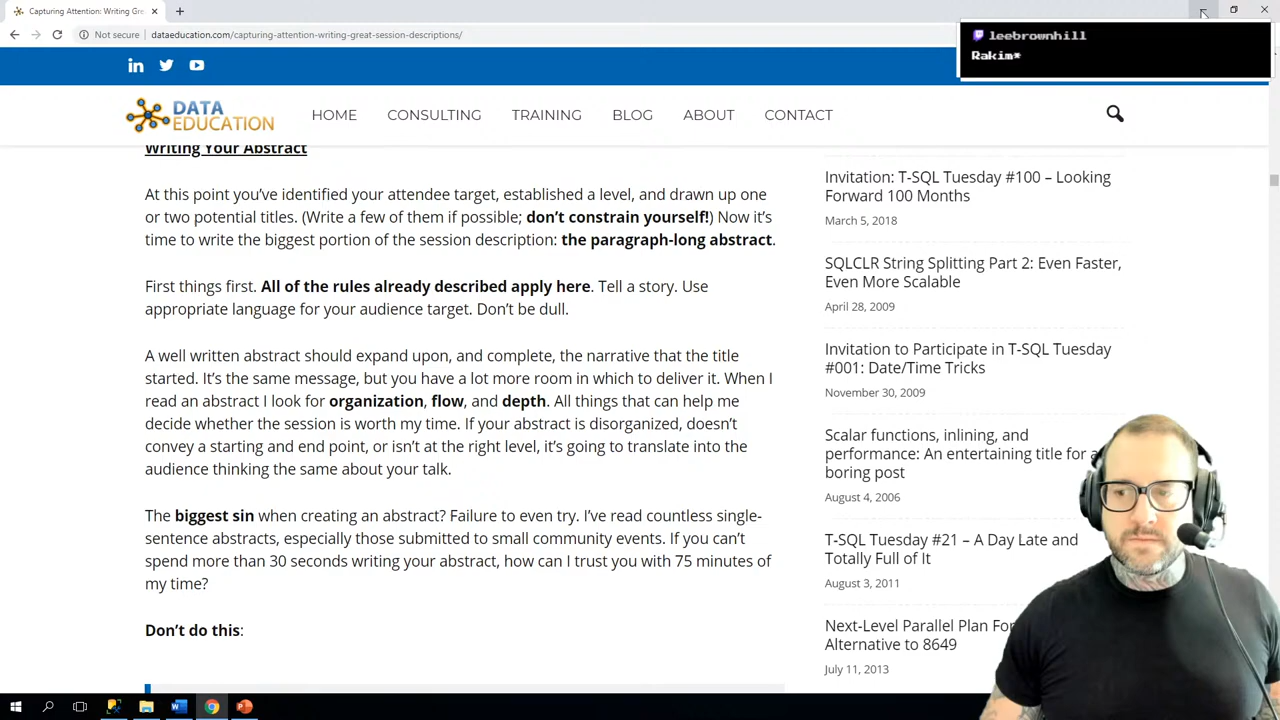 Capturing Attention: Writing Gre
Not secure
dataeducation.com/capturing-attention-writing-great-session-descriptions/
leebrownhill
Rakim*
DATA
EDUCATION
HOME
CONSULTING
TRAINING
BLOG
ABOUT
CONTACT
Writing Your Abstract
At this point you've identified your attendee target, established a level, and drawn up one
or two potential titles. (Write a few of them if possible; don't constrain yourself!) Now it's
time to write the biggest portion of the session description: the paragraph-long abstract.
First things first. All of the rules already described apply here. Tell a story. Use
appropriate language for your audience target. Don't be dull.
A well written abstract should expand upon, and complete, the narrative that the title
started. It's the same message, but you have a lot more room in which to deliver it. When I
read an abstract I look for organization, flow, and depth. All things that can help me
decide whether the session is worth my time. If your abstract is disorganized, doesn't
convey a starting and end point, or isn't at the right level, it's going to translate into the
audience thinking the same about your talk.
The biggest sin when creating an abstract? Failure to even try. I've read countless single-
sentence abstracts, especially those submitted to small community events. If you can't
spend more than 30 seconds writing your abstract, how can I trust you with 75 minutes of
my time?
Don't do this:
Invitation: T-SQL Tuesday #100 – Looking
Forward 100 Months
March 5, 2018
SQLCLR String Splitting Part 2: Even Faster,
Even More Scalable
April 28, 2009
Invitation to Participate in T-SQL Tuesday
#001: Date/Time Tricks
November 30, 2009
Scalar functions, inlining, and
performance: An entertaining title for a
boring post
August 4, 2006
T-SQL Tuesday #21 – A Day Late and
Totally Full of It
August 3, 2011
Next-Level Parallel Plan
Alternative to 8649
July 11, 2013